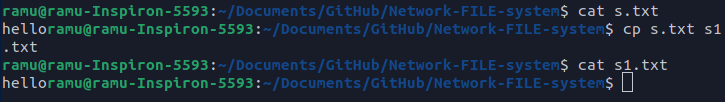 ramu@ramu-Inspiron-5593:~/Documents/GitHub/Network-FILE-system$ cat s.txt
helloramu@ramu-Inspiron-5593:~/Documents/GitHub/Network-FILE-system$ cp s.txt s1
.txt
ramu@ramu-Inspiron-5593:~/Documents/GitHub/Network-FILE-system$ cat s1.txt
helloramu@ramu-Inspiron-5593:~/Documents/GitHub/Network-FILE-system$